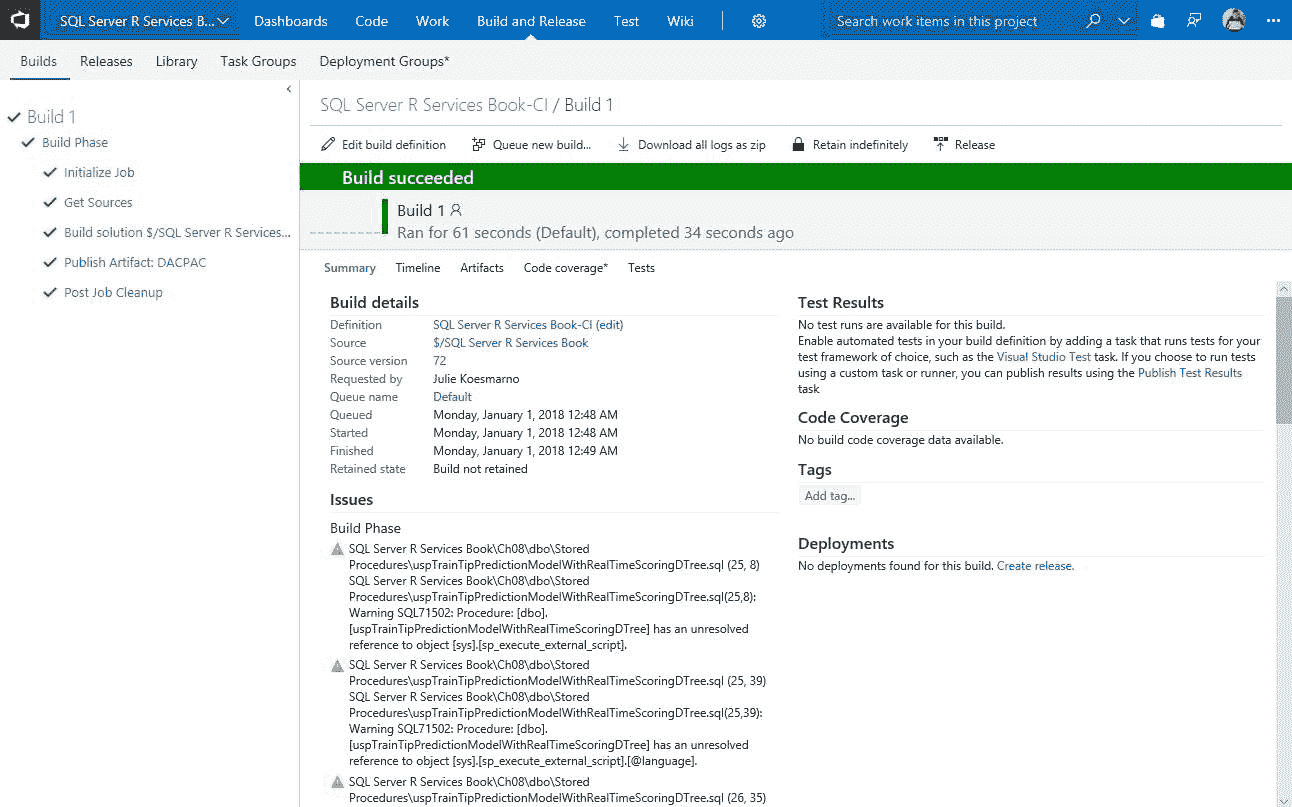 SQL Server R Services B...
Dashboards
Code
Work
Build and Release
Test
Wiki
Search work items in this project
Builds
Releases
Library
Task Groups
Deployment Groups*
Build 1
Build Phase
Initialize Job
Get Sources
Build solution $/SQL Server R Services...
Publish Artifact: DACPAC
Post Job Cleanup
SQL Server R Services Book-CI / Build 1
Edit build definition
Queue new build...
Download all logs as zip
Retain indefinitely
Release
Build succeeded
Build 1
Ran for 61 seconds (Default), completed 34 seconds ago
Summary
Timeline
Artifacts
Code coverage*
Tests
Build details
Definition SQL Server R Services Book-CI (edit)
Source $/SQL Server R Services Book
Source version 72
Requested by Julie Koesmarno
Queue name Default
Queued Monday, January 1, 2018 12:48 AM
Started Monday, January 1, 2018 12:48 AM
Finished Monday, January 1, 2018 12:49 AM
Retained state Build not retained
Issues
Build Phase
SQL Server R Services Book\Ch08\dbo\Stored
Procedures\uspTrainTipPredictionModelWithRealTimeScoringDTree.sql (25, 8)
SQL Server R Services Book\Ch08\dbo\Stored
Procedures\uspTrainTipPredictionModelWithRealTimeScoringDTree.sql(25,8):
Warning SQL71502: Procedure: [dbo].
[uspTrainTipPredictionModelWithRealTimeScoringDTree] has an unresolved
reference to object [sys].[sp_execute_external_script].
SQL Server R Services Book\Ch08\dbo\Stored
Procedures\uspTrainTipPredictionModelWithRealTimeScoringDTree.sql (25, 39)
SQL Server R Services Book\Ch08\dbo\Stored
Procedures\uspTrainTipPredictionModelWithRealTimeScoringDTree.sql(25,39):
Warning SQL71502: Procedure: [dbo].
[uspTrainTipPredictionModelWithRealTimeScoringDTree] has an unresolved
reference to object [sys].[sp_execute_external_script].[@language].
SQL Server R Services Book\Ch08\dbo\Stored
Procedures\uspTrainTipPredictionModelWithRealTimeScoringDTree.sql (26, 35)
Test Results
No test runs are available for this build.
Enable automated tests in your build definition by adding a task that runs tests for your
test framework of choice, such as the Visual Studio Test task. If you choose to run tests
using a custom task or runner, you can publish results using the Publish Test Results
task
Code Coverage
No build code coverage data available.
Tags
Add tag...
Deployments
No deployments found for this build. Create release.